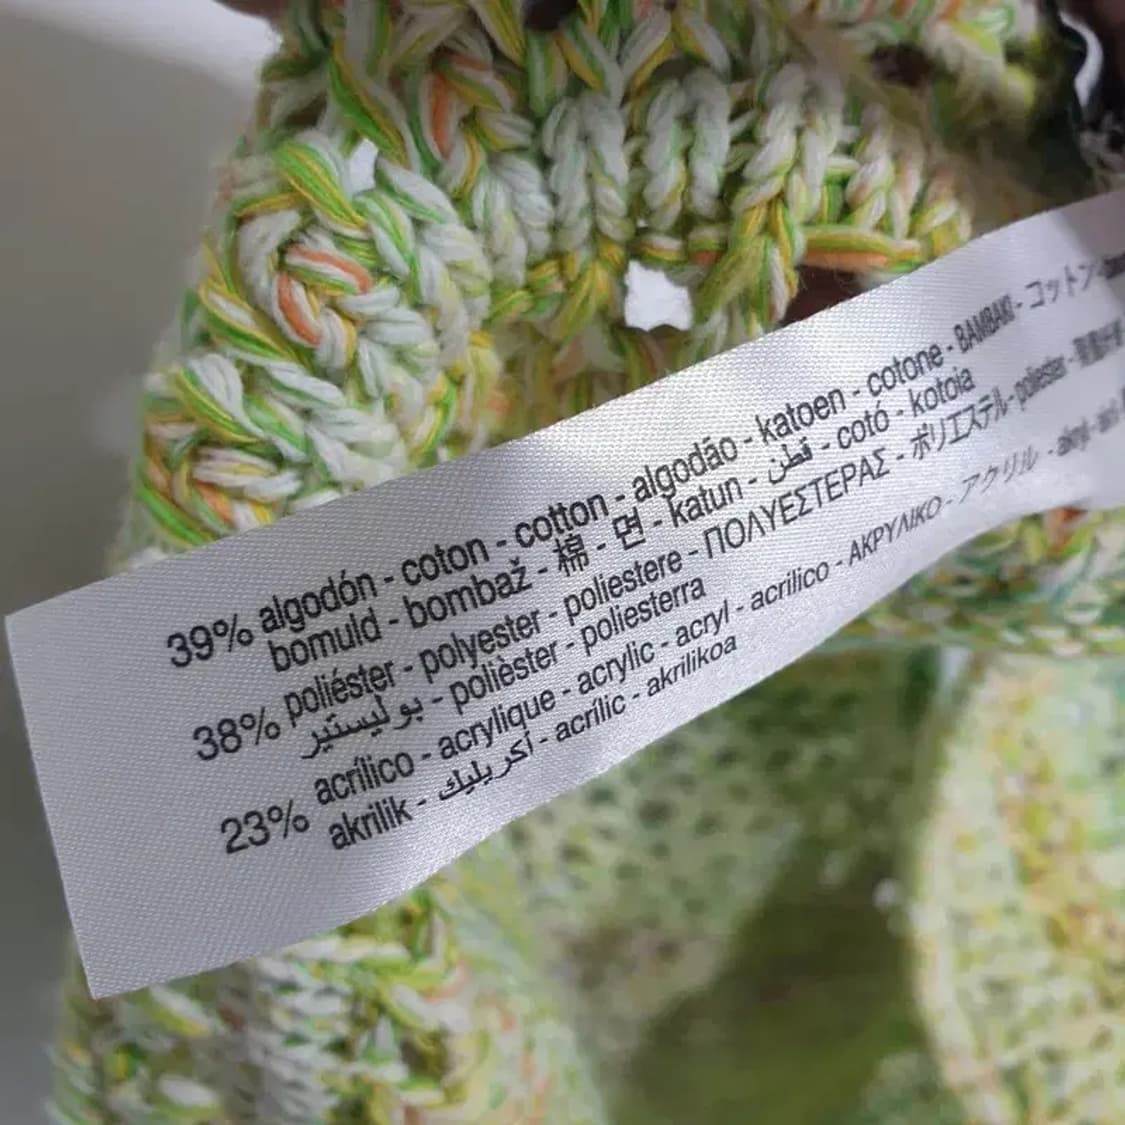 39% algodón - coton - cotton - algodão - katoen - cotone - BAMBAKI - コットン -
bomuld - bombaž - 棉 - 면 - katun - قطن - cotó - kotoia
38% poliéster - polyester - poliestere - ΠΟΛΥΕΣΤΕΡΑΣ - ポリエステル - poliester -
بوليستير - polièster - poliesterra
23% acrílico - acrylique - acrylic - acryl - acrilico - ΑΚΡΥΛΙΚΟ - アクリル - akryl -
akrilik - أكريليك - acrílic - akrilikoa